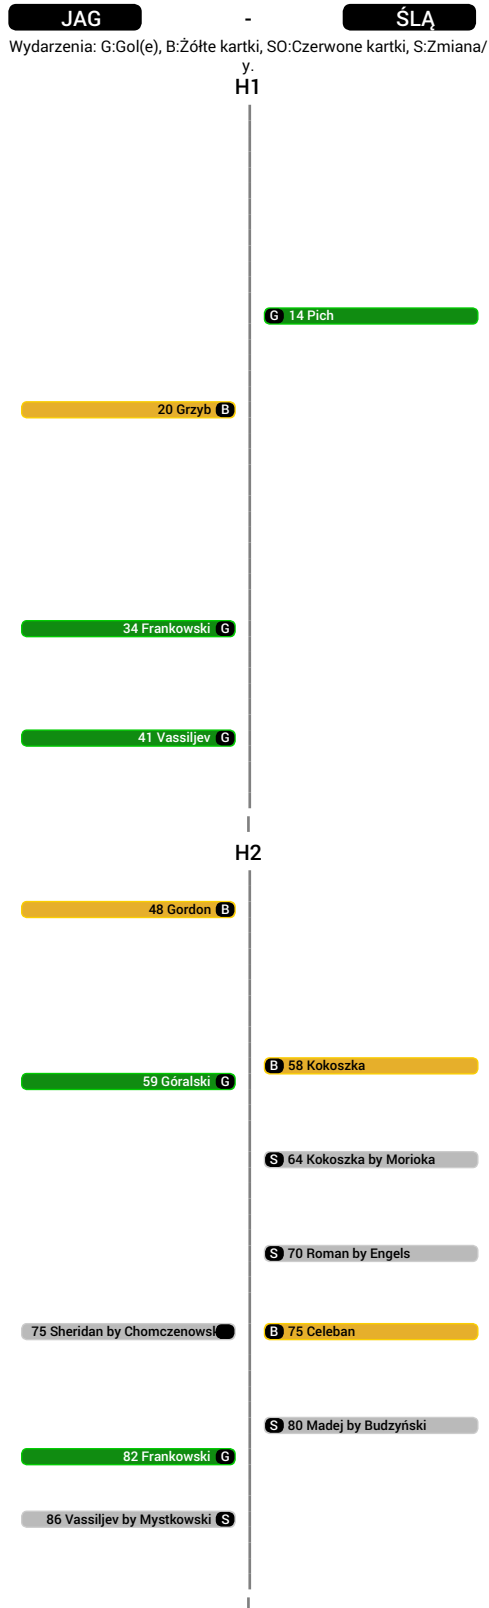 JAG - ŚLĄ
Wydarzenia: G:Gol(e), B:Żółte kartki, SO:Czerwone kartki, S:Zmiana/
y.
H1
G 14 Pich
20 Grzyb B
34 Frankowski G
41 Vassiljev G
H2
48 Gordon B
B 58 Kokoszka
59 Góralski G
S 64 Kokoszka by Morioka
S 70 Roman by Engels
75 Sheridan by Chomczenowsk
B 75 Celeban
S 80 Madej by Budzyński
82 Frankowski G
86 Vassiljev by Mystkowski S